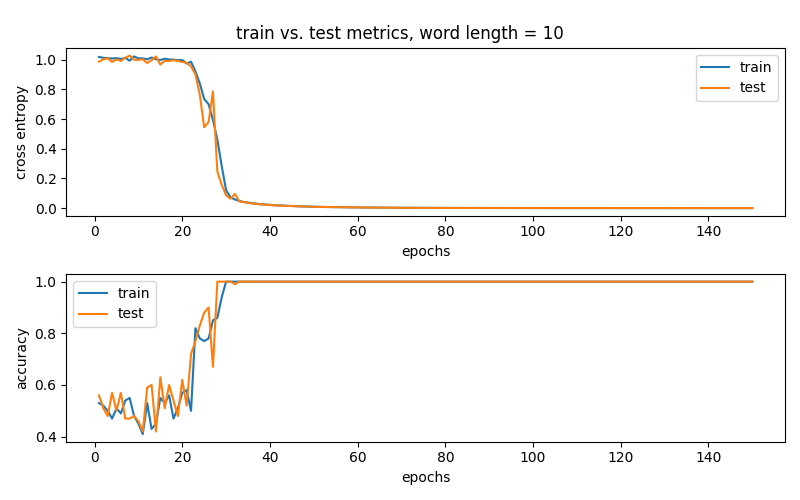 train vs. test metrics, word length = 10
1.0
0.8
0.6
0.4
0.2
0.0
cross entropy
train
test
0 20 40 60 80 100 120 140
epochs
1.0
0.8
0.6
0.4
accuracy
train
test
0 20 40 60 80 100 120 140
epochs